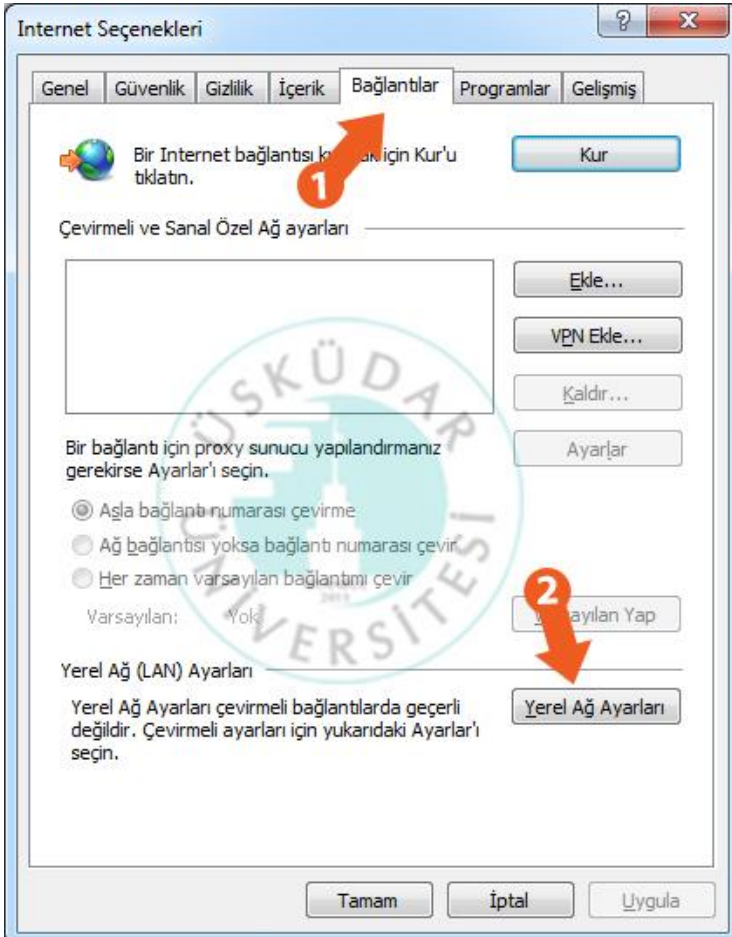 Internet Seçenekleri
Genel Güvenlik Gizlilik İçerik Bağlantılar Programlar Gelişmiş
1
Bir Internet bağlantısı için Kur'u
tıklatın.
Kur
Çevirmeli ve Sanal Özel Ağ ayarları
Ekle...
VPN Ekle...
Kaldır...
Ayarlar
Bir bağlantı için proxy sunucu yapılandırmanız
gerekirse Ayarlar'ı seçin.
Asla bağlantı numarası çevirme
Ağ bağlantısı yoksa bağlantı numarası çevir
Her zaman varsayılan bağlantımı çevir
Varsayılan: Yok
Yap
2
Yerel Ağ (LAN) Ayarları
Yerel Ağ Ayarları çevirmeli bağlantılarda geçerli
değildir. Çevirmeli ayarları için yukarıdaki Ayarlar'ı
seçin.
Yerel Ağ Ayarları
Tamam İptal Uygula
ÜSKÜDAR
ÜNİVERSİTESİ